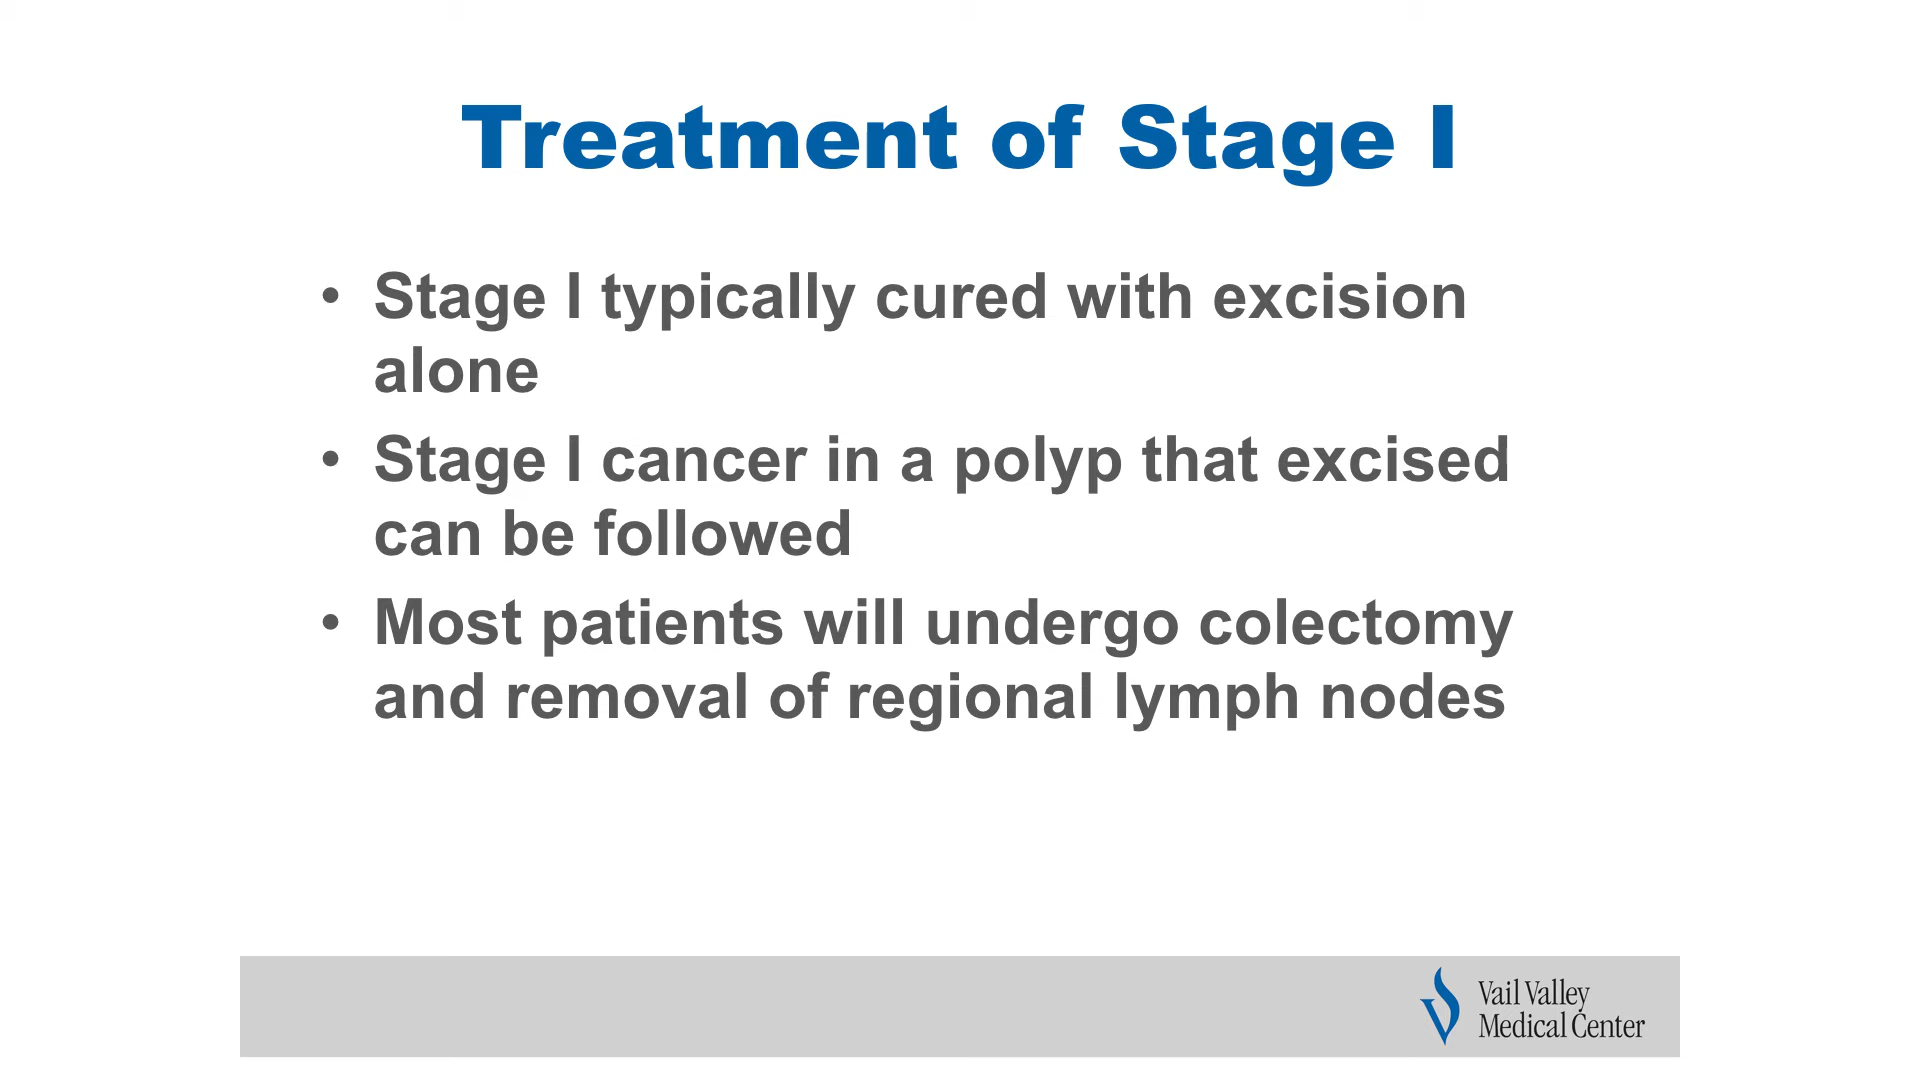 Treatment of Stage I
• Stage I typically cured with excision
alone
• Stage I cancer in a polyp that excised
can be followed
• Most patients will undergo colectomy
and removal of regional lymph nodes
Vail Valley
Medical Center